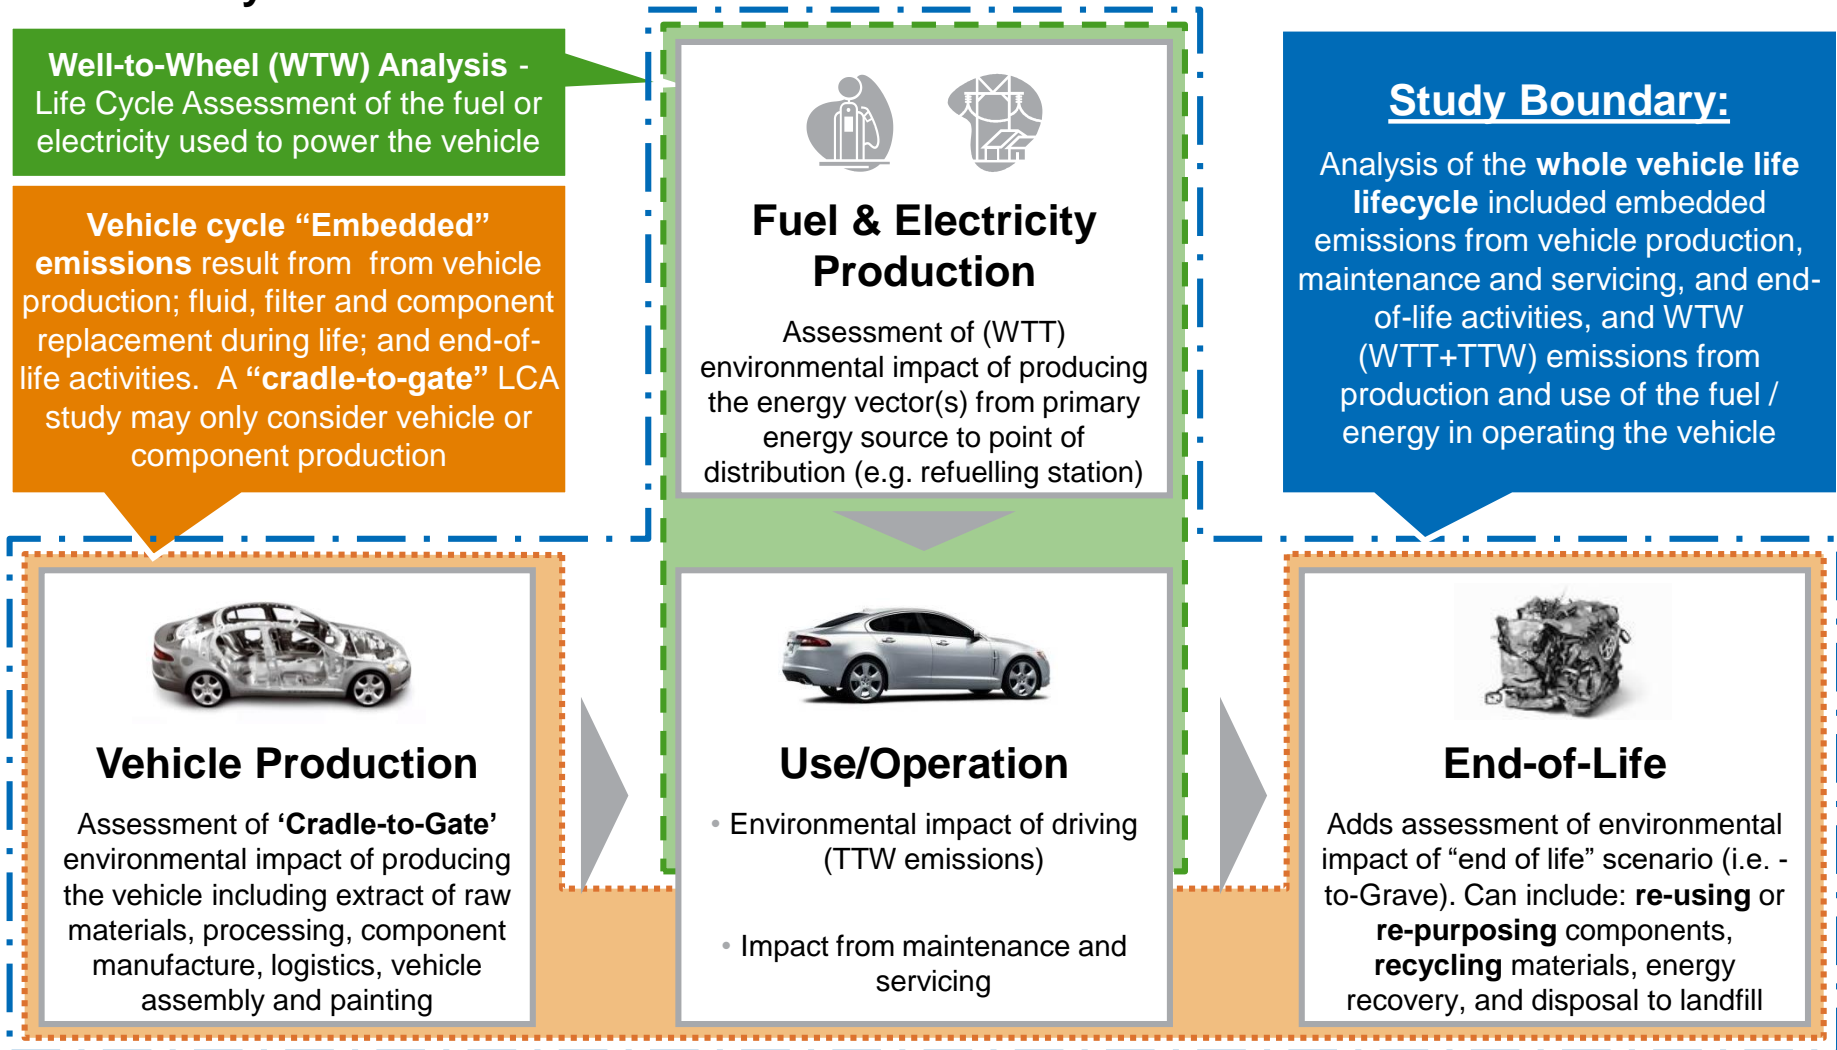 Well-to-Wheel (WTW) Analysis -
Life Cycle Assessment of the fuel or
electricity used to power the vehicle
Vehicle cycle “Embedded”
emissions result from  from vehicle
production; fluid, filter and component
replacement during life; and end-of-
life activities.  A “cradle-to-gate” LCA
study may only consider vehicle or
component production
Fuel & Electricity
Production
Assessment of (WTT)
environmental impact of producing
the energy vector(s) from primary
energy source to point of
distribution (e.g. refuelling station)
Study Boundary:
Analysis of the whole vehicle life
lifecycle included embedded
emissions from vehicle production,
maintenance and servicing, and end-
of-life activities, and WTW
(WTT+TTW) emissions from
production and use of the fuel /
energy in operating the vehicle
Vehicle Production
Assessment of ‘Cradle-to-Gate’
environmental impact of producing
the vehicle including extract of raw
materials, processing, component
manufacture, logistics, vehicle
assembly and painting
Use/Operation
• Environmental impact of driving
(TTW emissions)
• Impact from maintenance and
servicing
End-of-Life
Adds assessment of environmental
impact of “end of life” scenario (i.e. -
to-Grave). Can include: re-using or
re-purposing components,
recycling materials, energy
recovery, and disposal to landfill